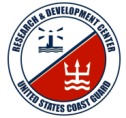 RESEARCH & DEVELOPMENT CENTER
UNITED STATES COAST GUARD